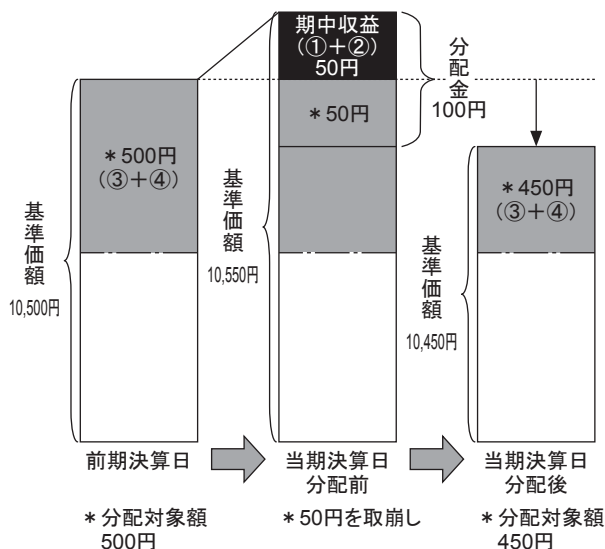 期中収益
(①+②)
50円
分配金
100円
*50円
*500円
(③+④)
*450円
(③+④)
基準価額
10,500円
基準価額
10,550円
基準価額
10,450円
前期決算日
当期決算日
分配前
当期決算日
分配後
*分配対象額
500円
*50円を取崩し
*分配対象額
450円